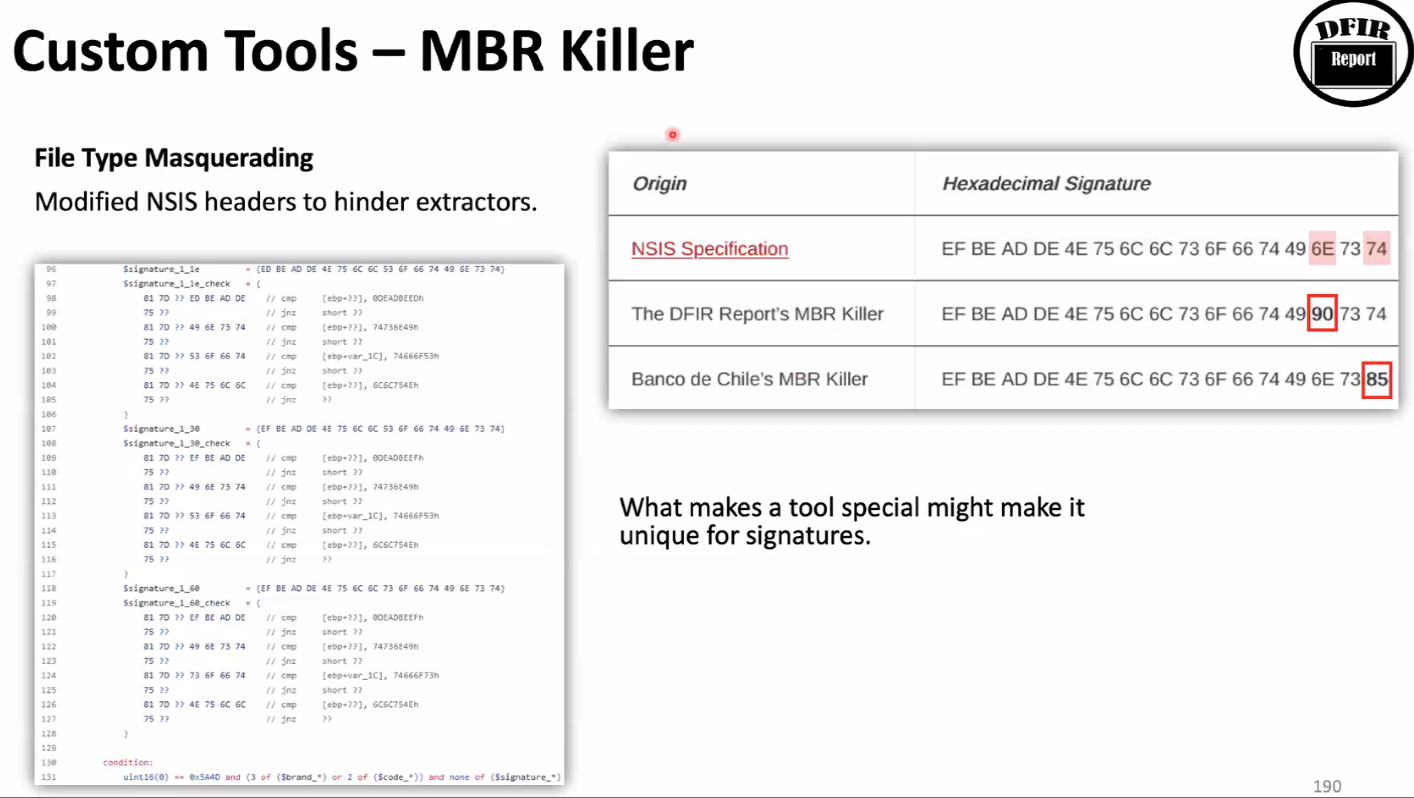 Custom Tools – MBR Killer
DFIR
Report
File Type Masquerading
Modified NSIS headers to hinder extractors.
96 $signature_1_1e = {ED BE AD DE 4E 75 6C 6C 53 6F 66 74 49 6E 73 74}
97 $signature_1_1e_check = {
98 81 7D ?? ED BE AD DE // cmp [ebp+??], 0DEADBEEDh
99 75 ?? // jnz short ??
100 81 7D ?? 49 6E 73 74 // cmp [ebp+??], 74736E49h
101 75 ?? // jnz short ??
102 81 7D ?? 53 6F 66 74 // cmp [ebp+var_1C], 74666F53h
103 75 ?? // jnz short ??
104 81 7D ?? 4E 75 6C 6C // cmp [ebp+??], 6C6C754Eh
105 75 ?? // jnz ??
106 }
107 $signature_1_30 = {EF BE AD DE 4E 75 6C 6C 53 6F 66 74 49 6E 73 74}
108 $signature_1_30_check = {
109 81 7D ?? EF BE AD DE // cmp [ebp+??], 0DEADBEEFh
110 75 ?? // jnz short ??
111 81 7D ?? 49 6E 73 74 // cmp [ebp+??], 74736E49h
112 75 ?? // jnz short ??
113 81 7D ?? 53 6F 66 74 // cmp [ebp+var_1C], 74666F53h
114 75 ?? // jnz short ??
115 81 7D ?? 4E 75 6C 6C // cmp [ebp+??], 6C6C754Eh
116 75 ?? // jnz ??
117 }
118 $signature_1_60 = {EF BE AD DE 4E 75 6C 6C 73 6F 66 74 49 6E 73 74}
119 $signature_1_60_check = {
120 81 7D ?? EF BE AD DE // cmp [ebp+??], 0DEADBEEFh
121 75 ?? // jnz short ??
122 81 7D ?? 49 6E 73 74 // cmp [ebp+??], 74736E49h
123 75 ?? // jnz short ??
124 81 7D ?? 73 6F 66 74 // cmp [ebp+var_1C], 74666F73h
125 75 ?? // jnz short ??
126 81 7D ?? 4E 75 6C 6C // cmp [ebp+??], 6C6C754Eh
127 75 ?? // jnz ??
128 }
129
130 condition:
131 uint16(0) == 0x5A4D and (3 of ($brand_*) or 2 of ($code_*)) and none of ($signature_*)
Origin Hexadecimal Signature
NSIS Specification EF BE AD DE 4E 75 6C 6C 73 6F 66 74 49 6E 73 74
The DFIR Report's MBR Killer EF BE AD DE 4E 75 6C 6C 73 6F 66 74 49 90 73 74
Banco de Chile's MBR Killer EF BE AD DE 4E 75 6C 6C 73 6F 66 74 49 6E 73 85
What makes a tool special might make it
unique for signatures.
190